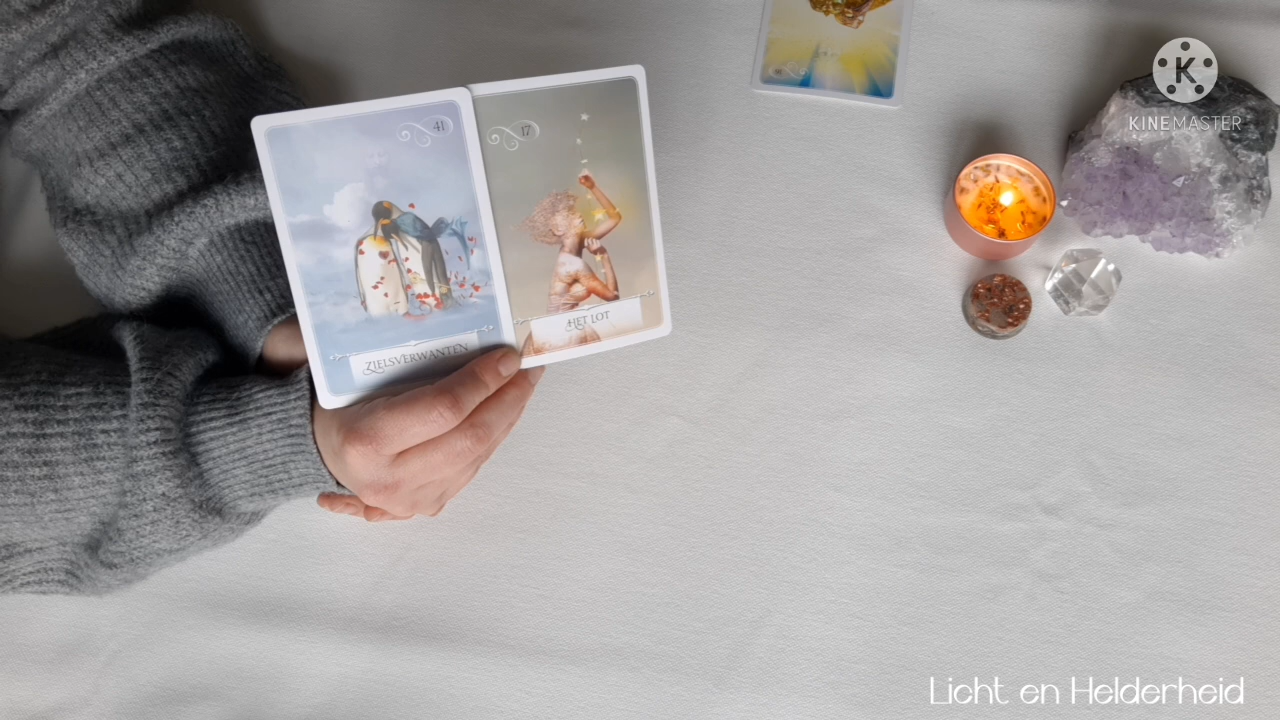 41
17
ZIELSVERWANTEN
HET LOT
KINEMASTER
Licht en Helderheid